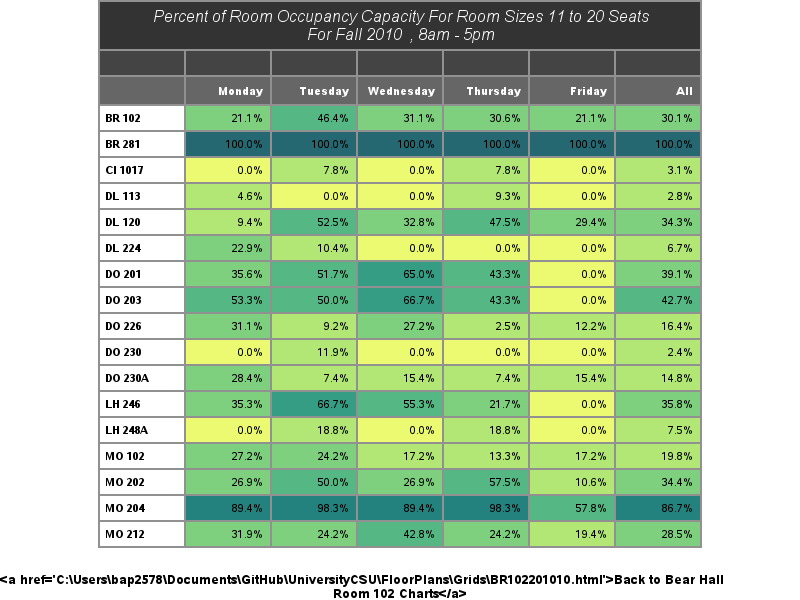 Percent of Room Occupancy Capacity For Room Sizes 11 to 20 Seats
For Fall 2010 , 8am - 5pm
Monday Tuesday Wednesday Thursday Friday All
BR 102 21.1% 46.4% 31.1% 30.6% 21.1% 30.1%
BR 281 100.0% 100.0% 100.0% 100.0% 100.0% 100.0%
CI 1017 0.0% 7.8% 0.0% 7.8% 0.0% 3.1%
DL 113 4.6% 0.0% 0.0% 9.3% 0.0% 2.8%
DL 120 9.4% 52.5% 32.8% 47.5% 29.4% 34.3%
DL 224 22.9% 10.4% 0.0% 0.0% 0.0% 6.7%
DO 201 35.6% 51.7% 65.0% 43.3% 0.0% 39.1%
DO 203 53.3% 50.0% 66.7% 43.3% 0.0% 42.7%
DO 226 31.1% 9.2% 27.2% 2.5% 12.2% 16.4%
DO 230 0.0% 11.9% 0.0% 0.0% 0.0% 2.4%
DO 230A 28.4% 7.4% 15.4% 7.4% 15.4% 14.8%
LH 246 35.3% 66.7% 55.3% 21.7% 0.0% 35.8%
LH 248A 0.0% 18.8% 0.0% 18.8% 0.0% 7.5%
MO 102 27.2% 24.2% 17.2% 13.3% 17.2% 19.8%
MO 202 26.9% 50.0% 26.9% 57.5% 10.6% 34.4%
MO 204 89.4% 98.3% 89.4% 98.3% 57.8% 86.7%
MO 212 31.9% 24.2% 42.8% 24.2% 19.4% 28.5%
<a href='C:\Users\bap2578\Documents\GitHub\UniversityCSU\FloorPlans\Grids\BR102201010.html'>Back to Bear Hall
Room 102 Charts</a>